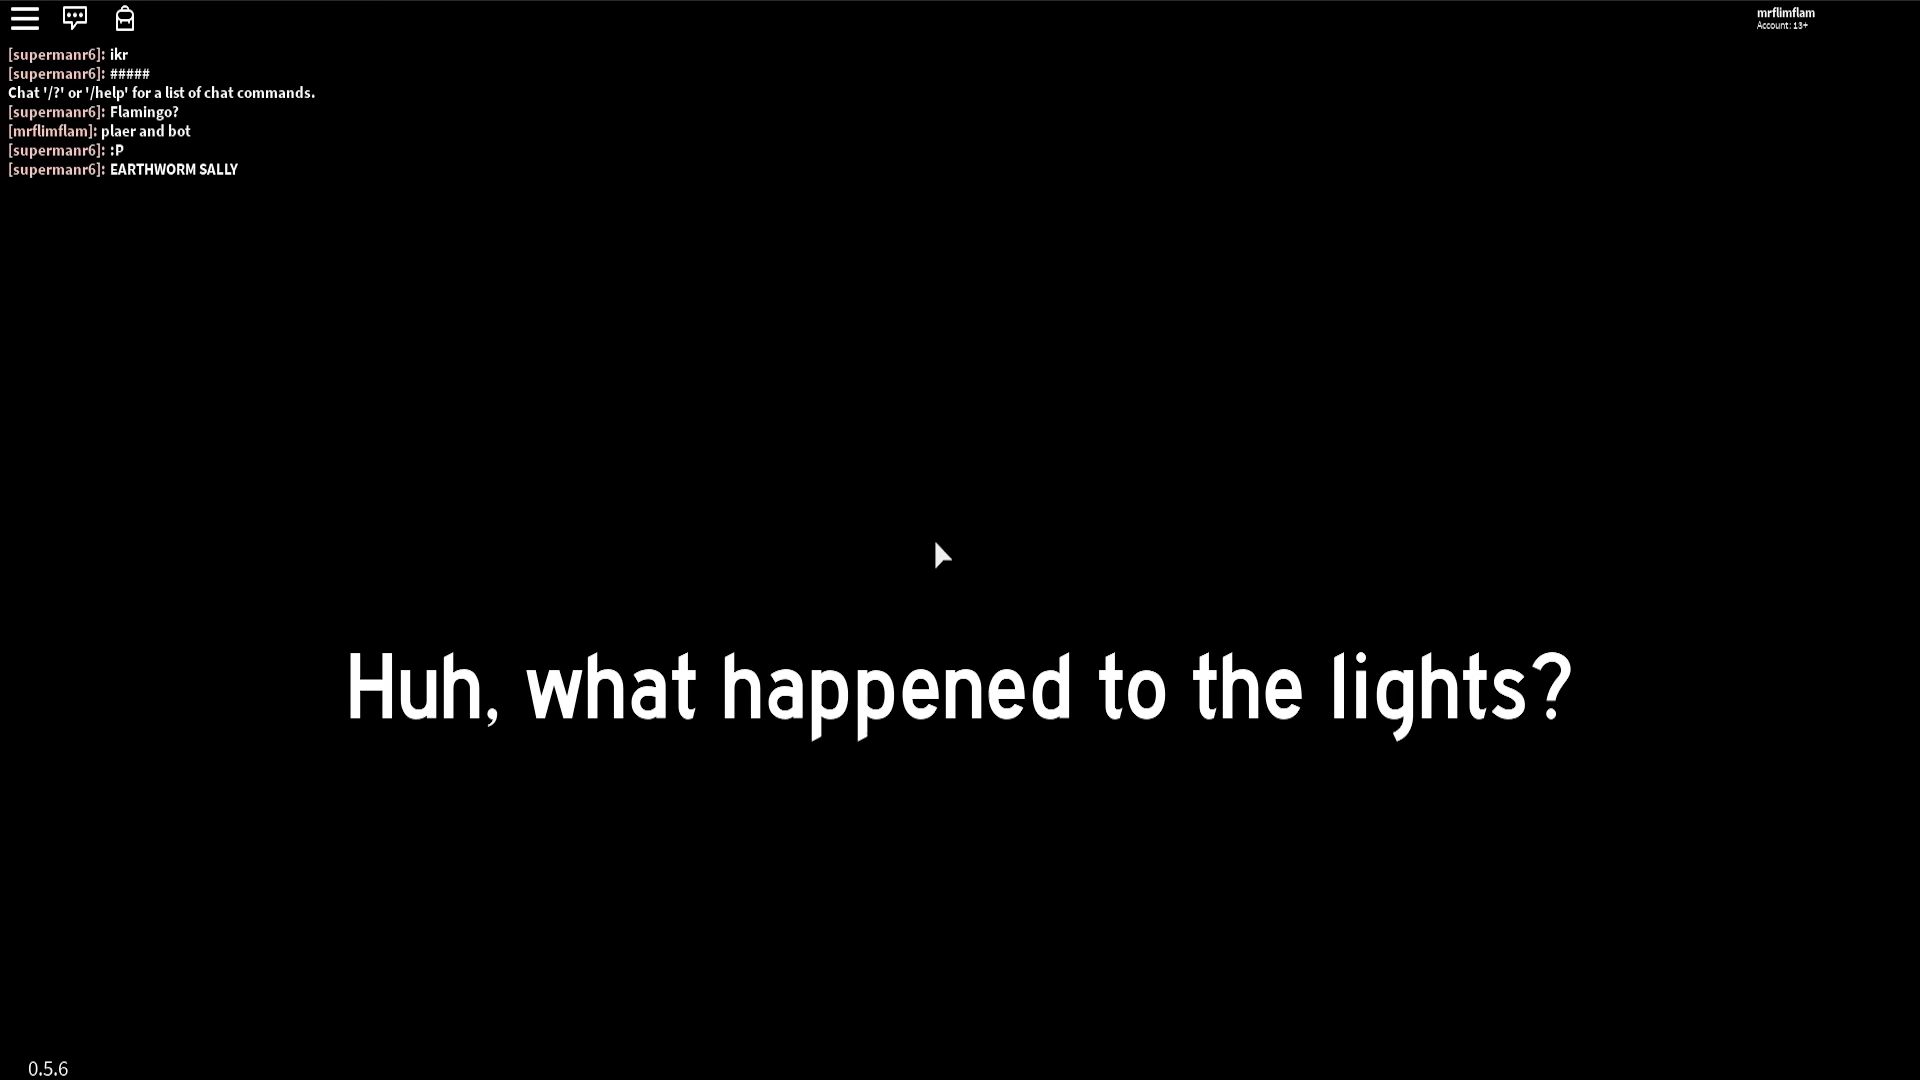 mrflimflam
Account: 13+
[supermanr6]: ikr
[supermanr6]: #####
Chat '/?' or '/help' for a list of chat commands.
[supermanr6]: Flamingo?
[mrflimflam]: plaer and bot
[supermanr6]: :P
[supermanr6]: EARTHWORM SALLY
Huh, what happened to the lights?
0.5.6